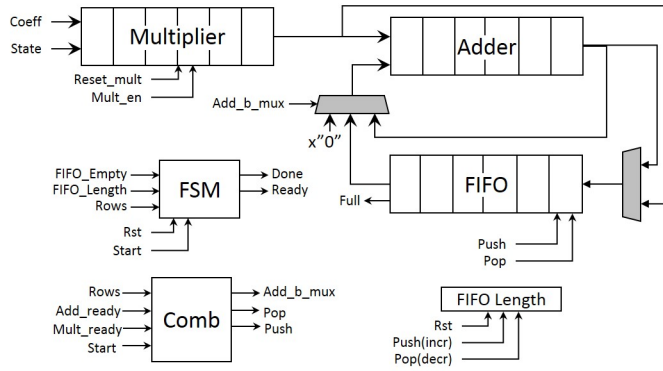 Coeff
State
Multiplier
Adder
Reset_mult
Mult_en
Add_b_mux
x"0"
FIFO_Empty
FIFO_Length
Rows
FSM
Done
Ready
Rst
Start
FIFO
Full
Push
Pop
Rows
Add_ready
Mult_ready
Start
Comb
Add_b_mux
Pop
Push
FIFO Length
Rst
Push(incr)
Pop(decr)